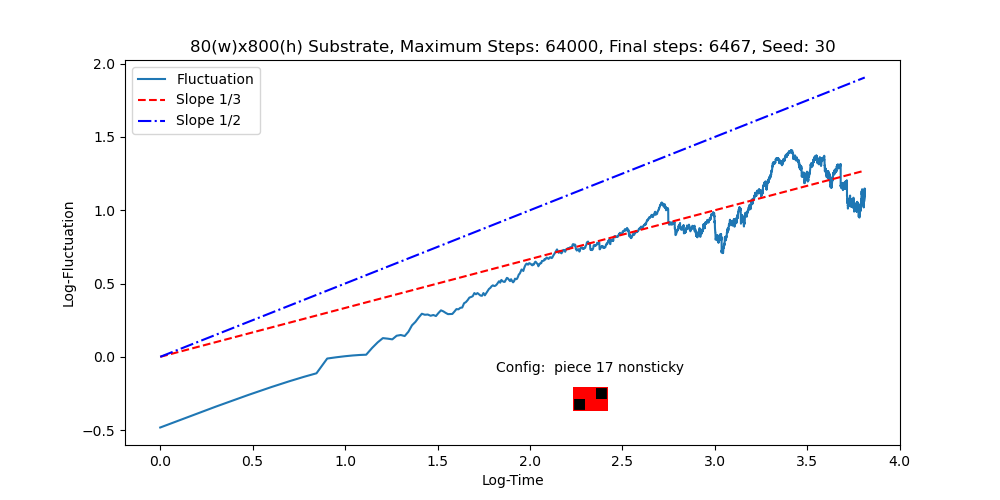 80(w)x800(h) Substrate, Maximum Steps: 64000, Final steps: 6467, Seed: 30
2.0
1.5
1.0
0.5
0.0
−0.5
Log-Fluctuation
Fluctuation
Slope 1/3
Slope 1/2
Config:  piece 17 nonsticky
0.0 0.5 1.0 1.5 2.0 2.5 3.0 3.5 4.0
Log-Time